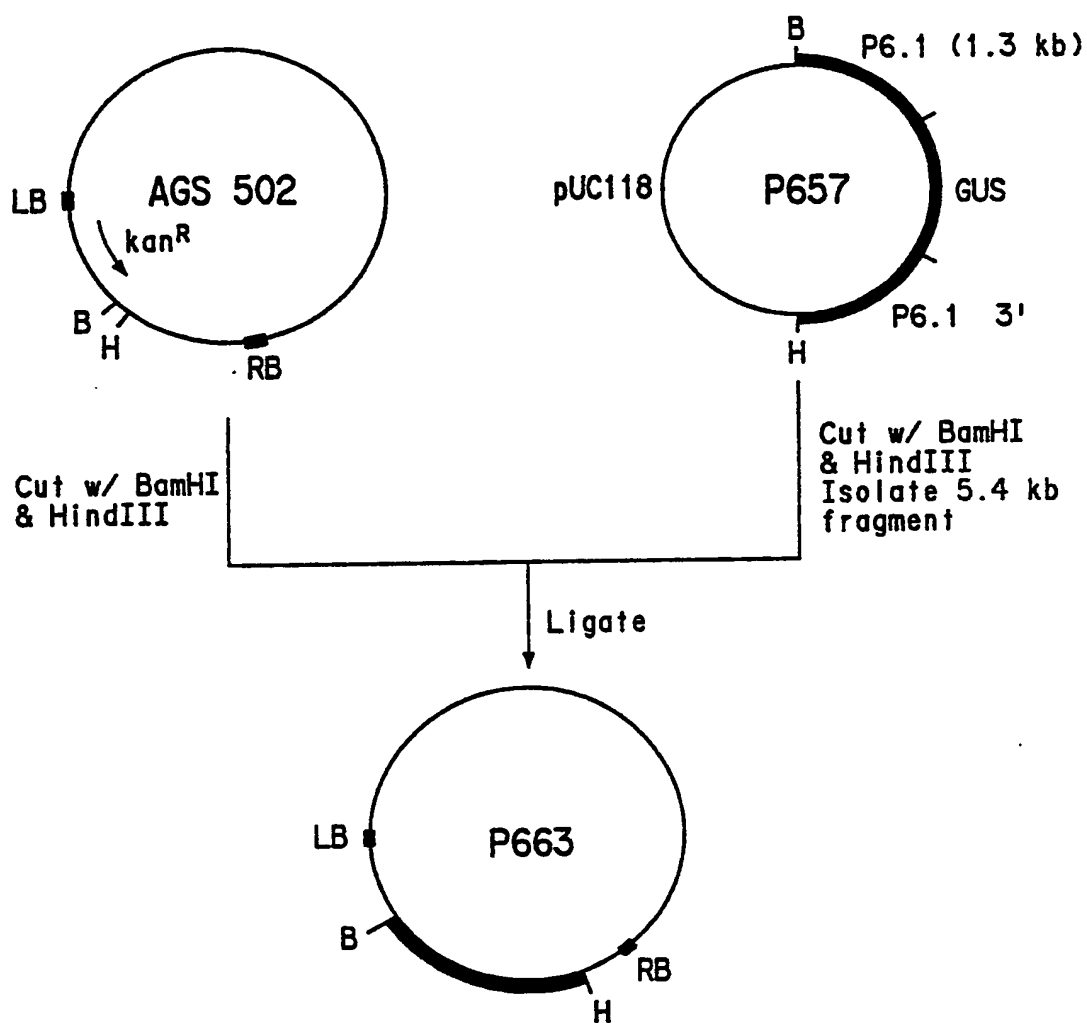 AGS 502
LB
kanR
B
H
RB
B
P6.1 (1.3 kb)
pUC118
P657
GUS
P6.1 3'
H
Cut w/ BamHI
& HindIII
Cut w/ BamHI
& HindIII
Isolate 5.4 kb
fragment
Ligate
P663
LB
B
RB
H